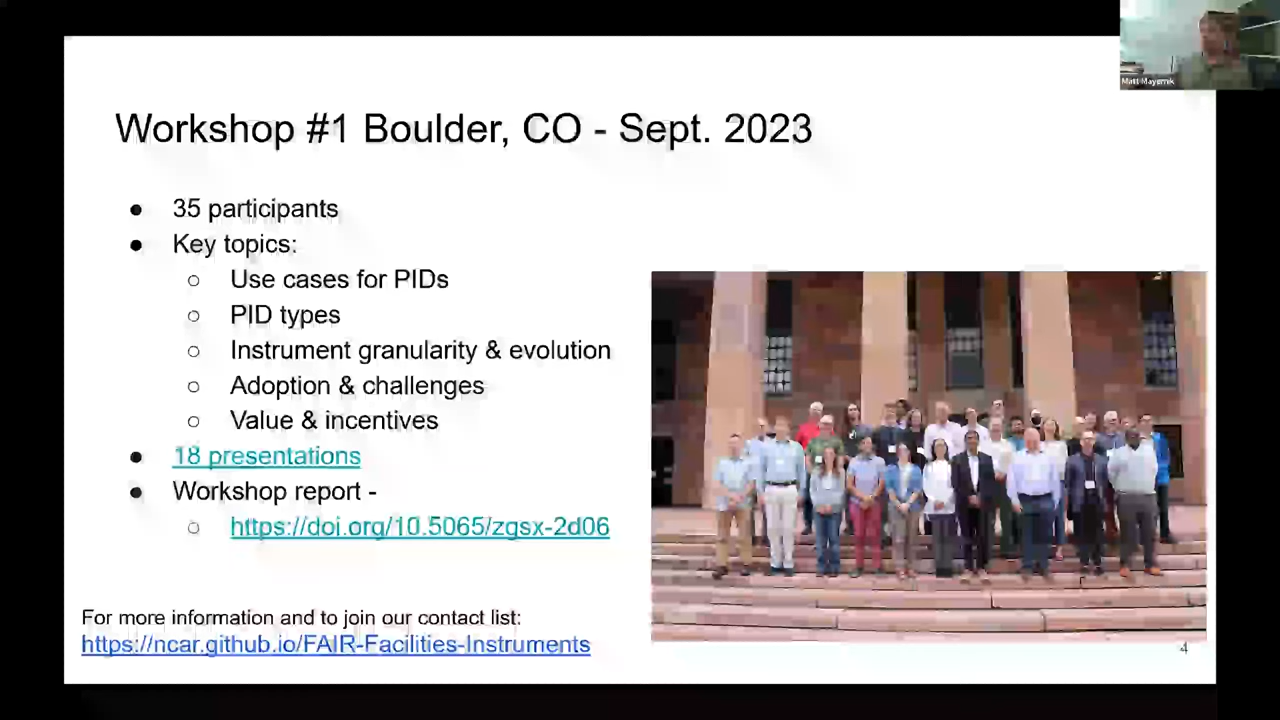 Matt Mayernik
Workshop #1 Boulder, CO - Sept. 2023
● 35 participants
● Key topics:
○ Use cases for PIDs
○ PID types
○ Instrument granularity & evolution
○ Adoption & challenges
○ Value & incentives
● 18 presentations
● Workshop report -
○ https://doi.org/10.5065/zgsx-2d06
For more information and to join our contact list:
https://ncar.github.io/FAIR-Facilities-Instruments
4